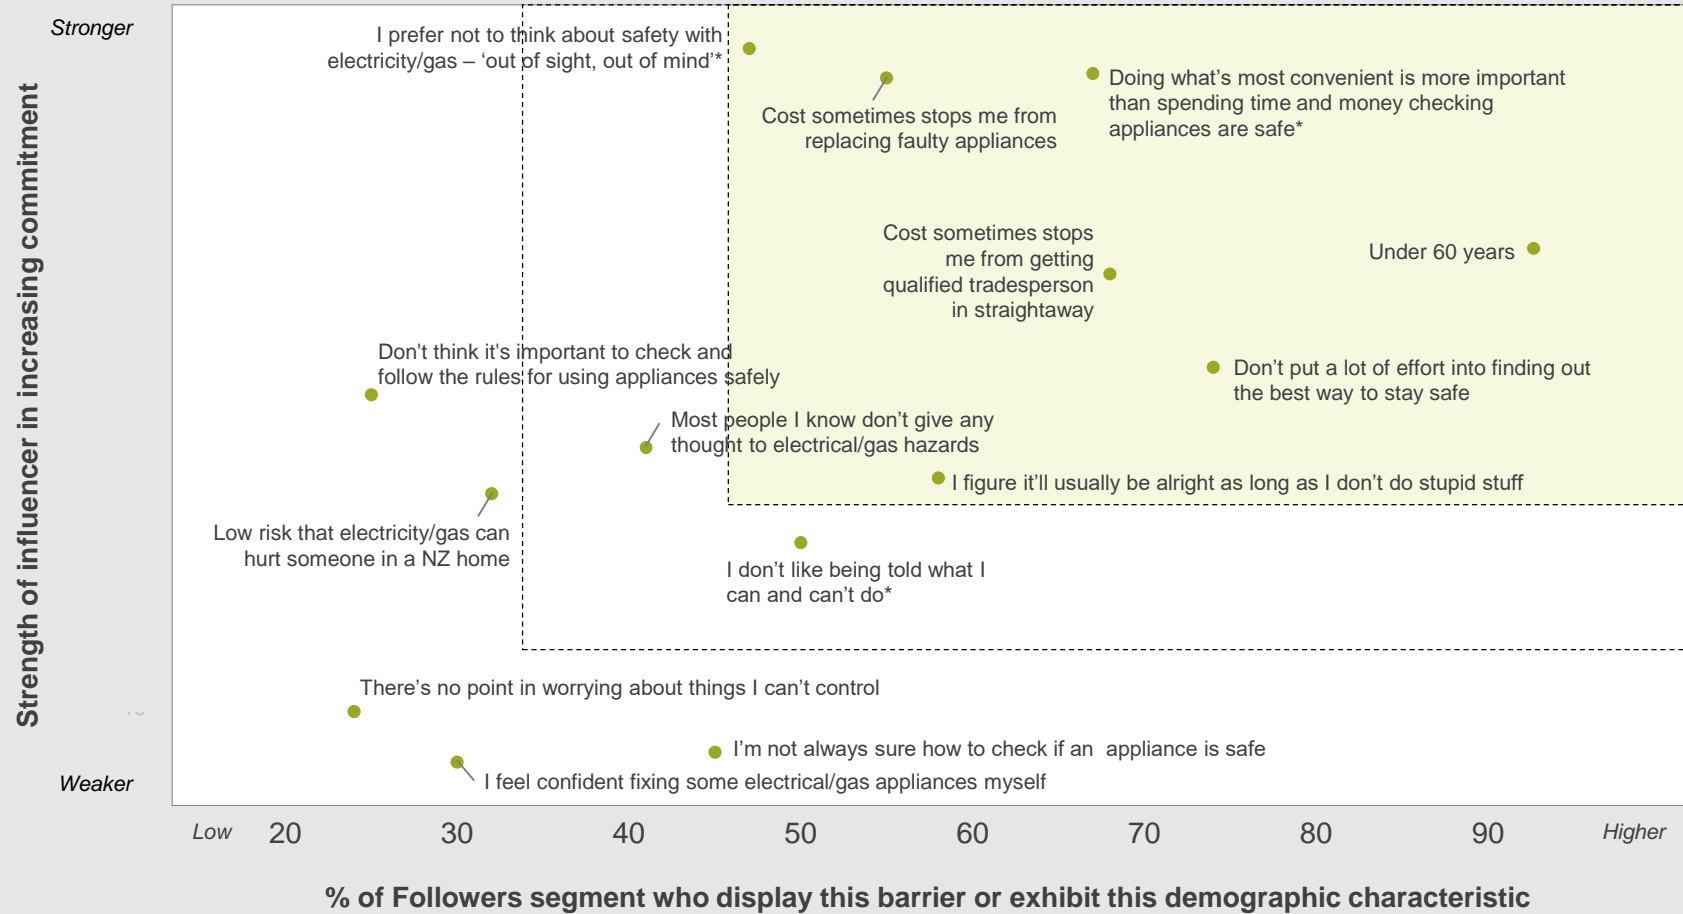 Stronger
I prefer not to think about safety with
electricity/gas – ‘out of sight, out of mind’*
Cost sometimes stops me from
replacing faulty appliances
Doing what’s most convenient is more important
than spending time and money checking
appliances are safe*
Cost sometimes stops
me from getting
qualified tradesperson
in straightaway
Under 60 years
Don't think it's important to check and
follow the rules for using appliances safely
Don’t put a lot of effort into finding out
the best way to stay safe
Most people I know don’t give any
thought to electrical/gas hazards
I figure it’ll usually be alright as long as I don’t do stupid stuff
Low risk that electricity/gas can
hurt someone in a NZ home
I don’t like being told what I
can and can’t do*
There’s no point in worrying about things I can’t control
I’m not always sure how to check if an  appliance is safe
I feel confident fixing some electrical/gas appliances myself
Weaker
Strength of influencer in increasing commitment
Low 20 30 40 50 60 70 80 90 Higher
% of Followers segment who display this barrier or exhibit this demographic characteristic